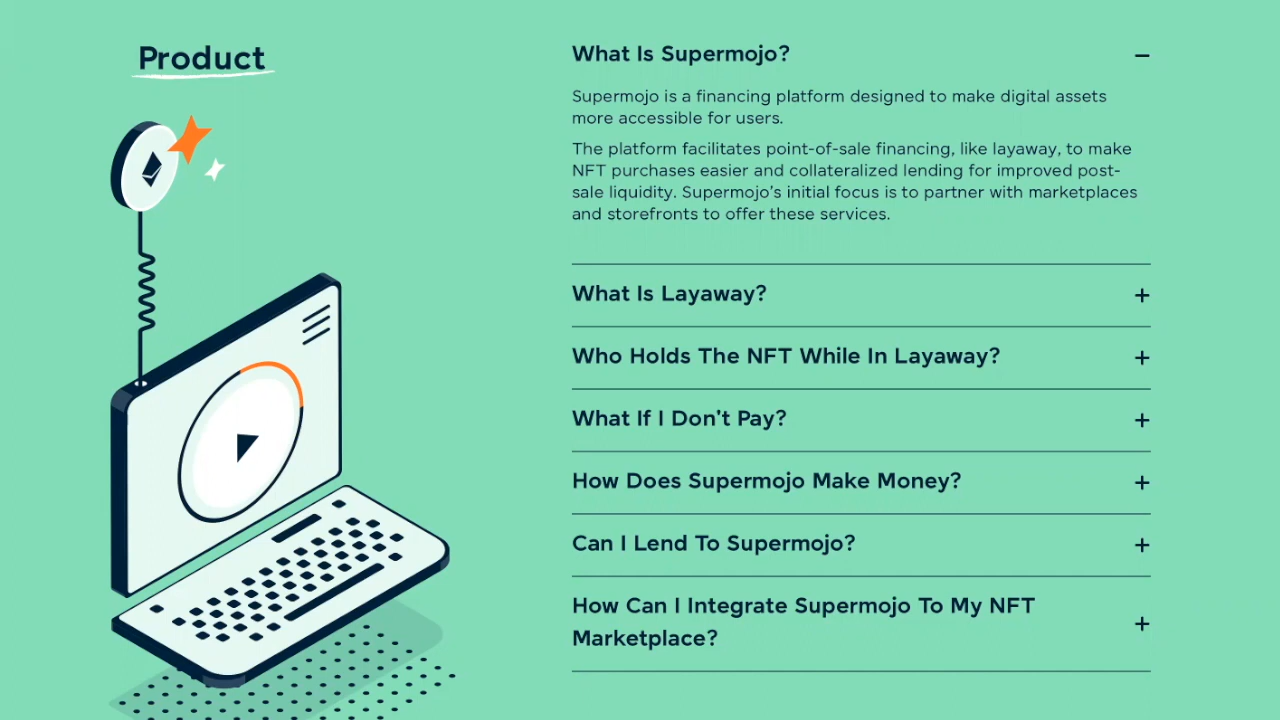 Product
What Is Supermojo?
Supermojo is a financing platform designed to make digital assets
more accessible for users.
The platform facilitates point-of-sale financing, like layaway, to make
NFT purchases easier and collateralized lending for improved post-
sale liquidity. Supermojo's initial focus is to partner with marketplaces
and storefronts to offer these services.
What Is Layaway?
Who Holds The NFT While In Layaway?
What If I Don't Pay?
How Does Supermojo Make Money?
Can I Lend To Supermojo?
How Can I Integrate Supermojo To My NFT
Marketplace?